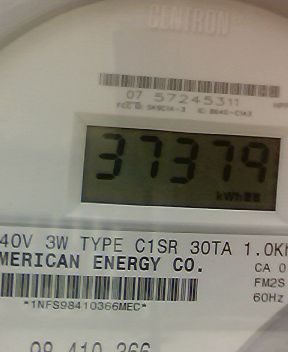 CENTRON
07 57245311
37379
kWh
40V 3W TYPE C1SR 30TA 1.0Kh
MERICAN ENERGY CO.
CA 0
FM2S
60Hz
*1NFS98410366MEC*
98 410 366